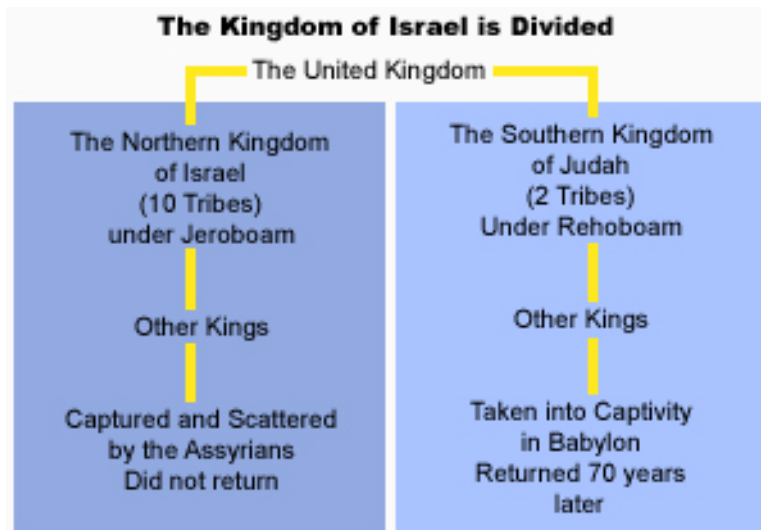 The Kingdom of Israel is Divided
The United Kingdom
The Northern Kingdom
of Israel
(10 Tribes)
under Jeroboam
Other Kings
Captured and Scattered
by the Assyrians
Did not return
The Southern Kingdom
of Judah
(2 Tribes)
Under Rehoboam
Other Kings
Taken into Captivity
in Babylon
Returned 70 years
later